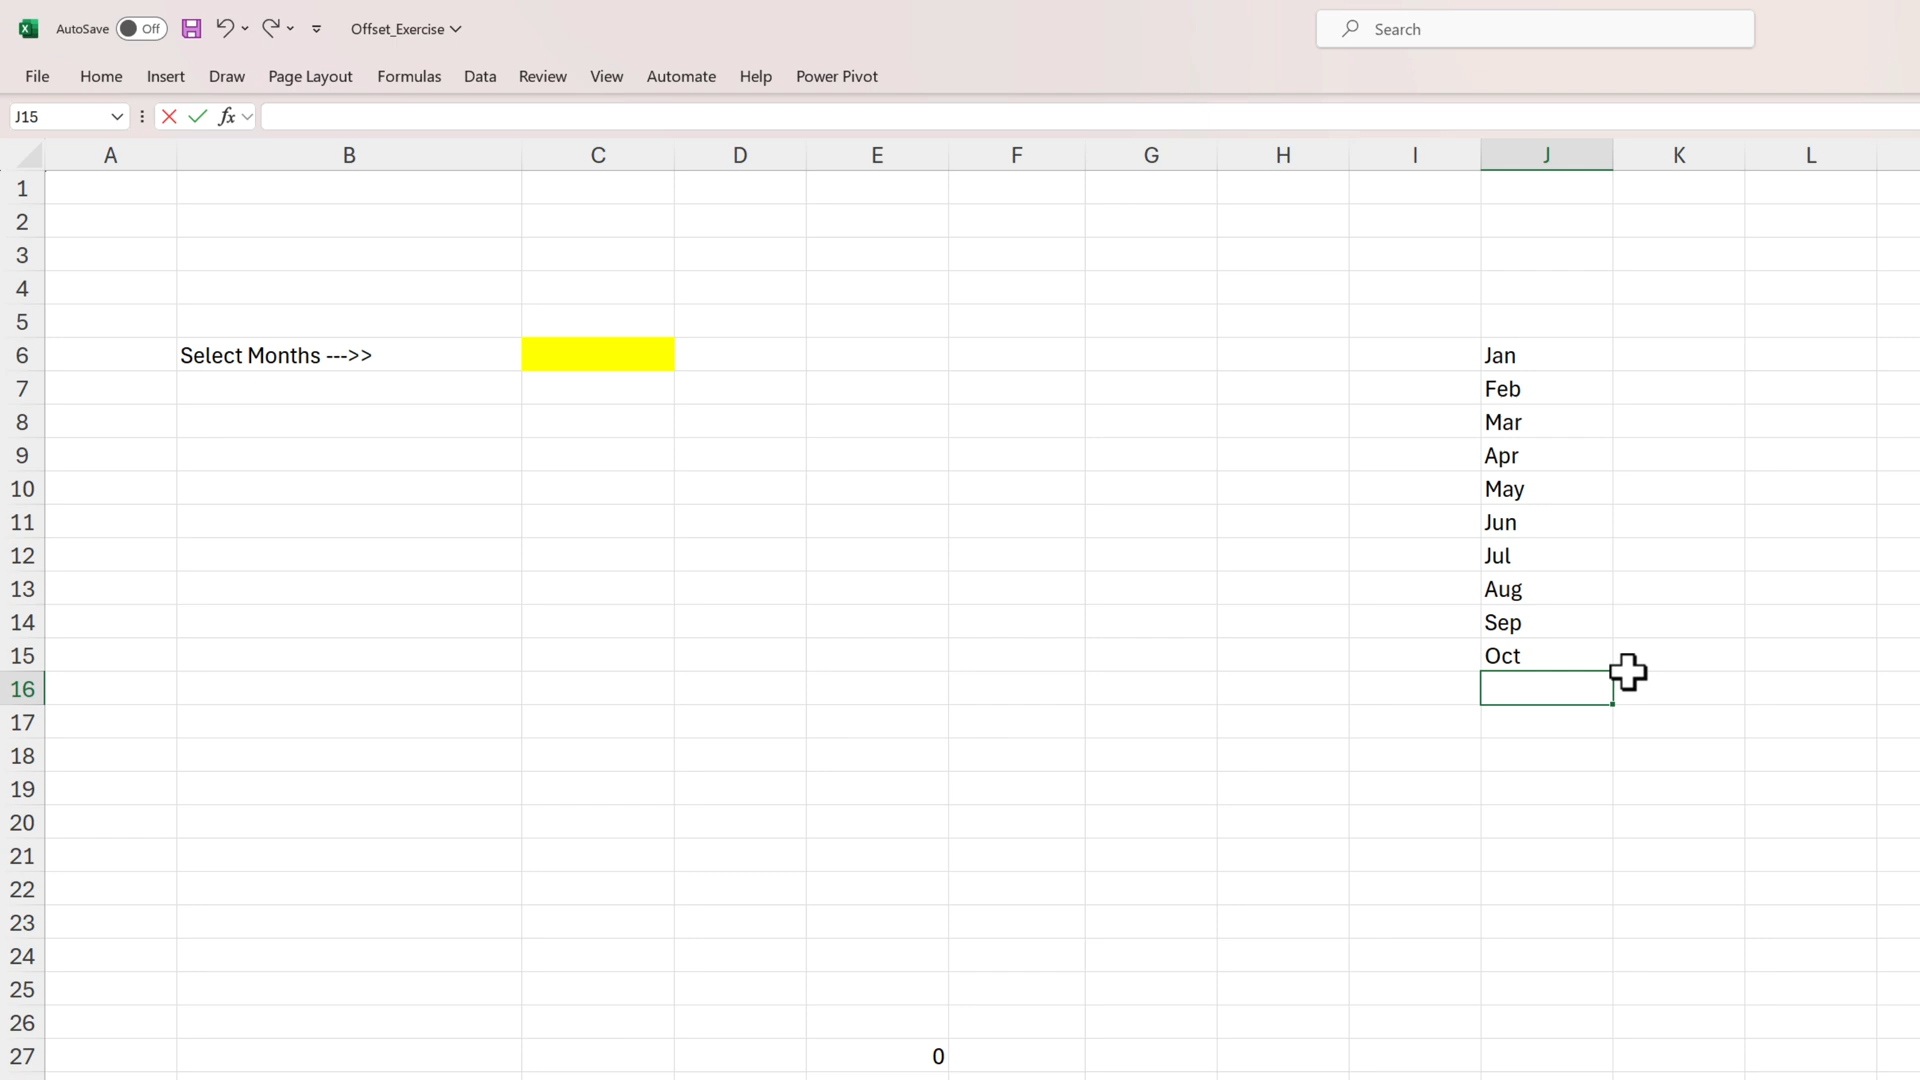 AutoSave Off Offset_Exercise Search
File Home Insert Draw Page Layout Formulas Data Review View Automate Help Power Pivot
J15 fx
A B C D E F G H I J K L
1
2
3
4
5
6 Select Months --->> Jan
7 Feb
8 Mar
9 Apr
10 May
11 Jun
12 Jul
13 Aug
14 Sep
15 Oct
16
17
18
19
20
21
22
23
24
25
26
27 0